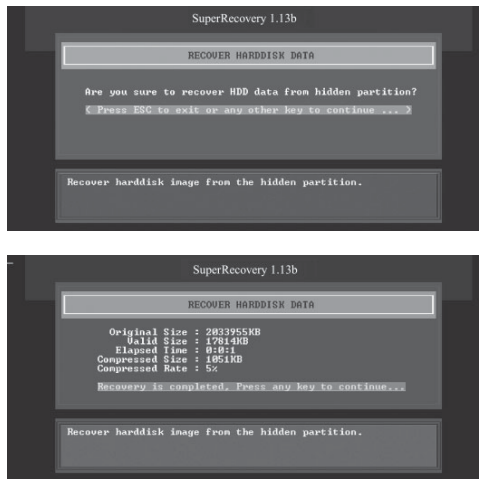 SuperRecovery 1.13b
RECOVER HARDDISK DATA
Are you sure to recover HDD data from hidden partition?
< Press ESC to exit or any other key to continue ... >
Recover harddisk image from the hidden partition.
SuperRecovery 1.13b
RECOVER HARDDISK DATA
Original Size : 2033955KB
Valid Size : 17814KB
Elapsed Time : 0:0:1
Compressed Size : 1051KB
Compressed Rate : 5%
Recovery is completed. Press any key to continue...
Recover harddisk image from the hidden partition.